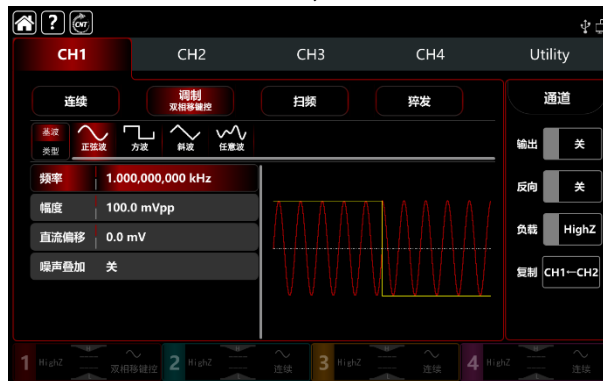 ? CNT
CH1 CH2 CH3 CH4 Utility
连续 调制 双相移键控 扫频 猝发 通道
基波 类型 正弦波 方波 斜波 任意波
输出 关
频率 1.000,000,000 kHz
反向 关
幅度 100.0 mVpp
负载 HighZ
直流偏移 0.0 mV
噪声叠加 关
复制 CH1←CH2
1 HighZ 双相移键控 2 HighZ 连续 3 HighZ 连续 4 HighZ 连续